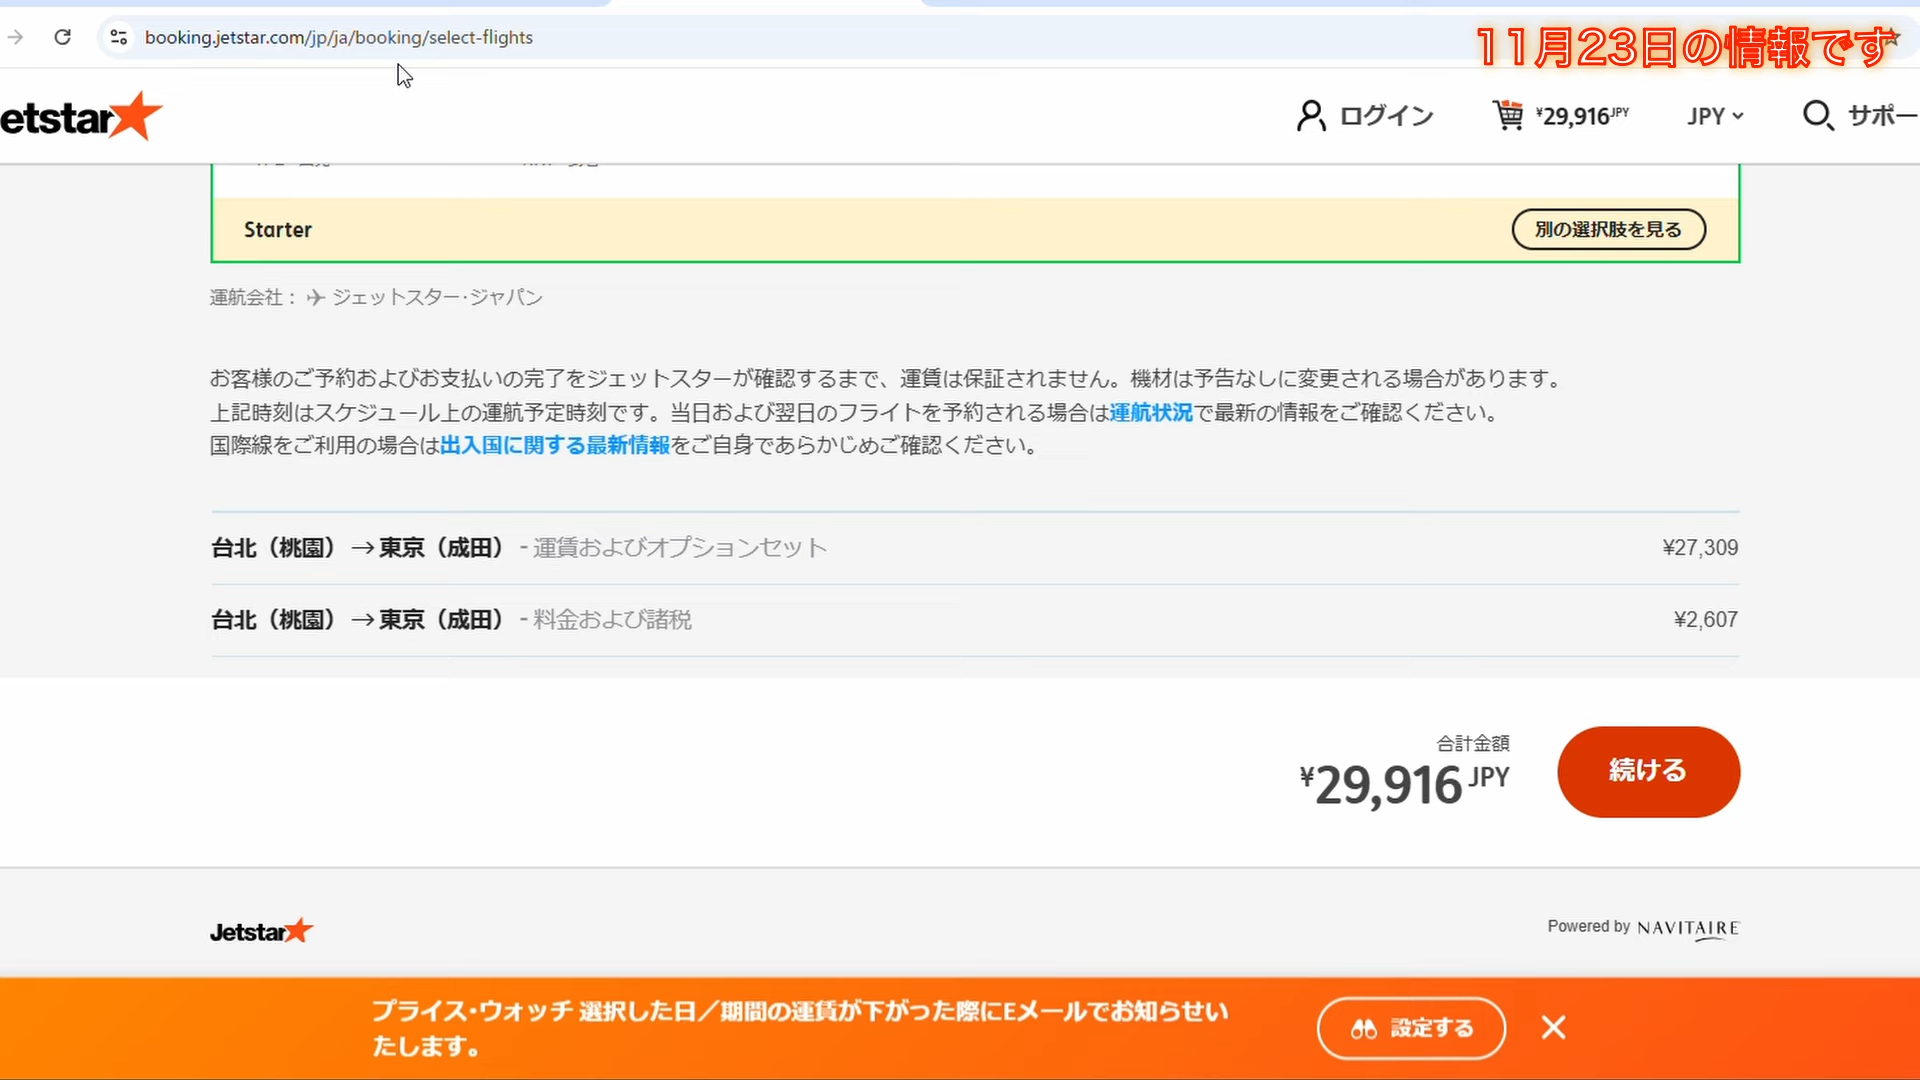 booking.jetstar.com/jp/ja/booking/select-flights
11月23日の情報です
etstar
ログイン
¥29,916JPY
JPY
サポー
Starter
別の選択肢を見る
運航会社： ジェットスター・ジャパン
お客様のご予約およびお支払いの完了をジェットスターが確認するまで、運賃は保証されません。機材は予告なしに変更される場合があります。
上記時刻はスケジュール上の運航予定時刻です。当日および翌日のフライトを予約される場合は運航状況で最新の情報をご確認ください。
国際線をご利用の場合は出入国に関する最新情報をご自身であらかじめご確認ください。
台北（桃園） → 東京（成田） - 運賃およびオプションセット ¥27,309
台北（桃園） → 東京（成田） - 料金および諸税 ¥2,607
合計金額
¥29,916 JPY
続ける
Jetstar
Powered by NAVITAIRE
プライス・ウォッチ 選択した日／期間の運賃が下がった際にEメールでお知らせい
たします。
設定する